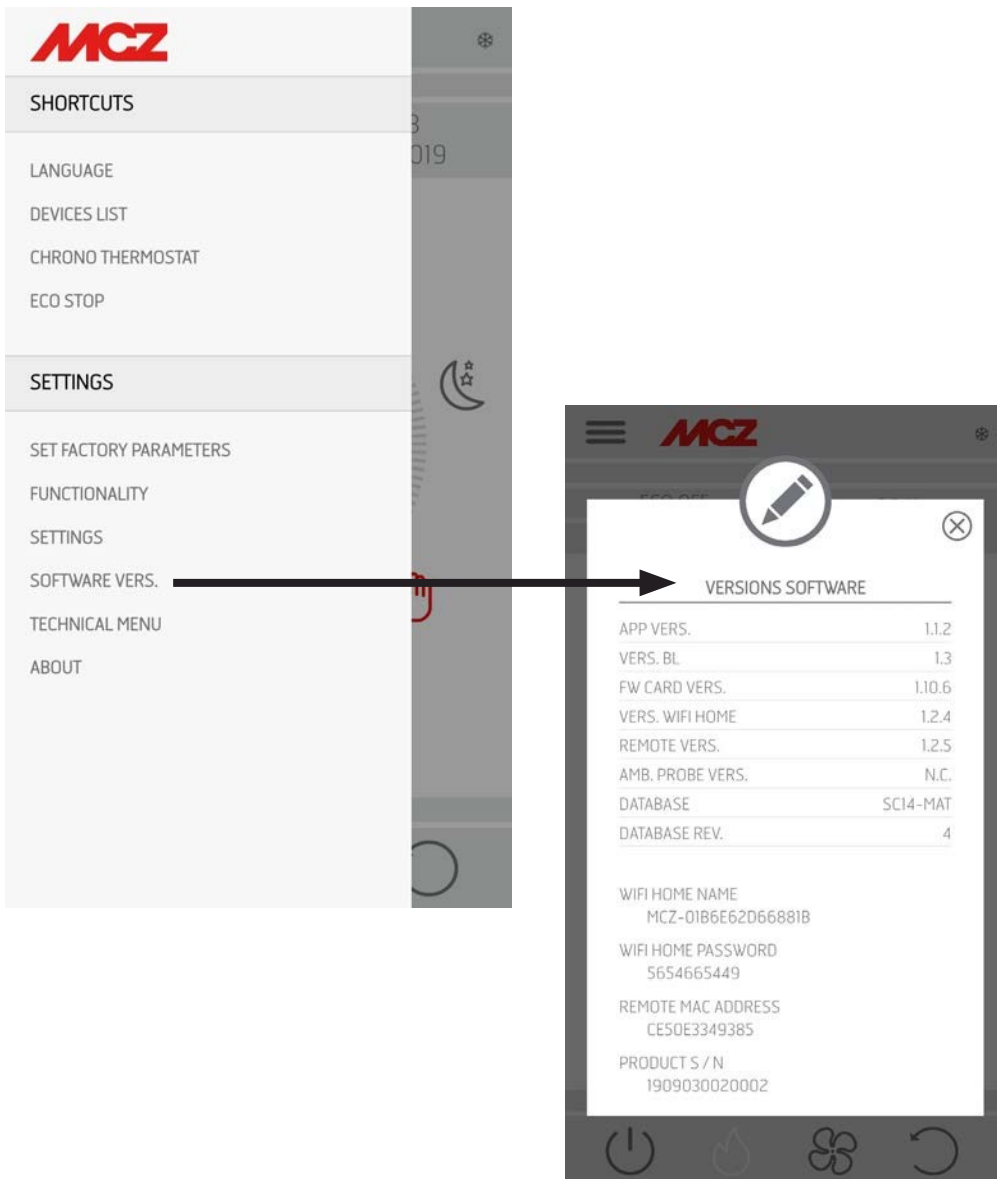 MCZ
SHORTCUTS
LANGUAGE
DEVICES LIST
CHRONO THERMOSTAT
ECO STOP
SETTINGS
SET FACTORY PARAMETERS
FUNCTIONALITY
SETTINGS
SOFTWARE VERS.
TECHNICAL MENU
ABOUT
019
MCZ
VERSIONS SOFTWARE
APP VERS. 1.1.2
VERS. BL 1.3
FW CARD VERS. 1.10.6
VERS. WIFI HOME 1.2.4
REMOTE VERS. 1.2.5
AMB. PROBE VERS. N.C.
DATABASE SC14-MAT
DATABASE REV. 4
WIFI HOME NAME
MCZ-01B6E62D66881B
WIFI HOME PASSWORD
5654665449
REMOTE MAC ADDRESS
CE50E3349385
PRODUCT S / N
1909030020002